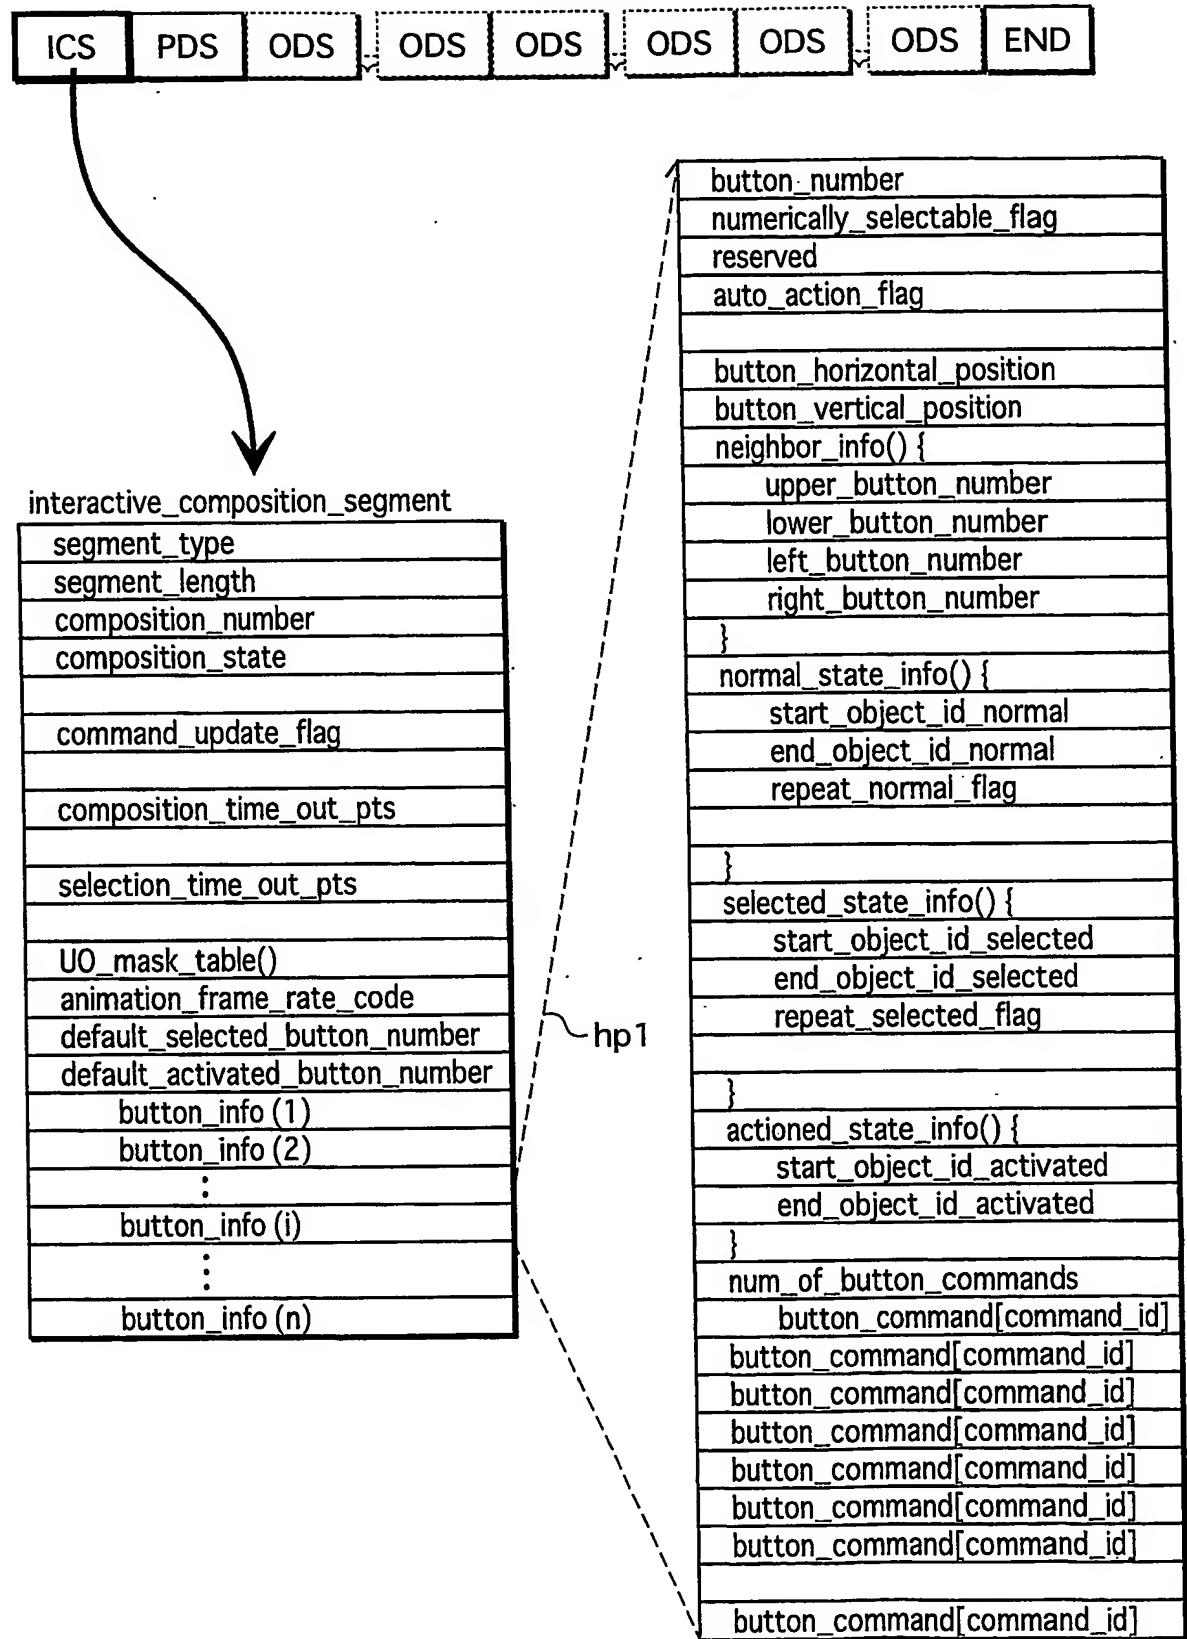 ICS PDS ODS ODS ODS ODS ODS ODS END
interactive_composition_segment
segment_type
segment_length
composition_number
composition_state
command_update_flag
composition_time_out_pts
selection_time_out_pts
UO_mask_table()
animation_frame_rate_code
default_selected_button_number
default_activated_button_number
button_info (1)
button_info (2)
⋮
button_info (i)
⋮
button_info (n)
hp1
button_number
numerically_selectable_flag
reserved
auto_action_flag
button_horizontal_position
button_vertical_position
neighbor_info() {
upper_button_number
lower_button_number
left_button_number
right_button_number
}
normal_state_info() {
start_object_id_normal
end_object_id_normal
repeat_normal_flag
}
selected_state_info() {
start_object_id_selected
end_object_id_selected
repeat_selected_flag
}
actioned_state_info() {
start_object_id_activated
end_object_id_activated
}
num_of_button_commands
button_command[command_id]
button_command[command_id]
button_command[command_id]
button_command[command_id]
button_command[command_id]
button_command[command_id]
button_command[command_id]
button_command[command_id]